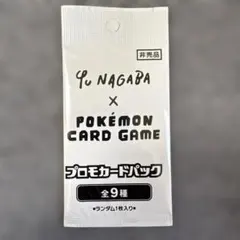 非売品
YU NAGABA
×
POKÉMON
CARD GAME
プロモカードパック
全9種
•ランダム1枚入り•